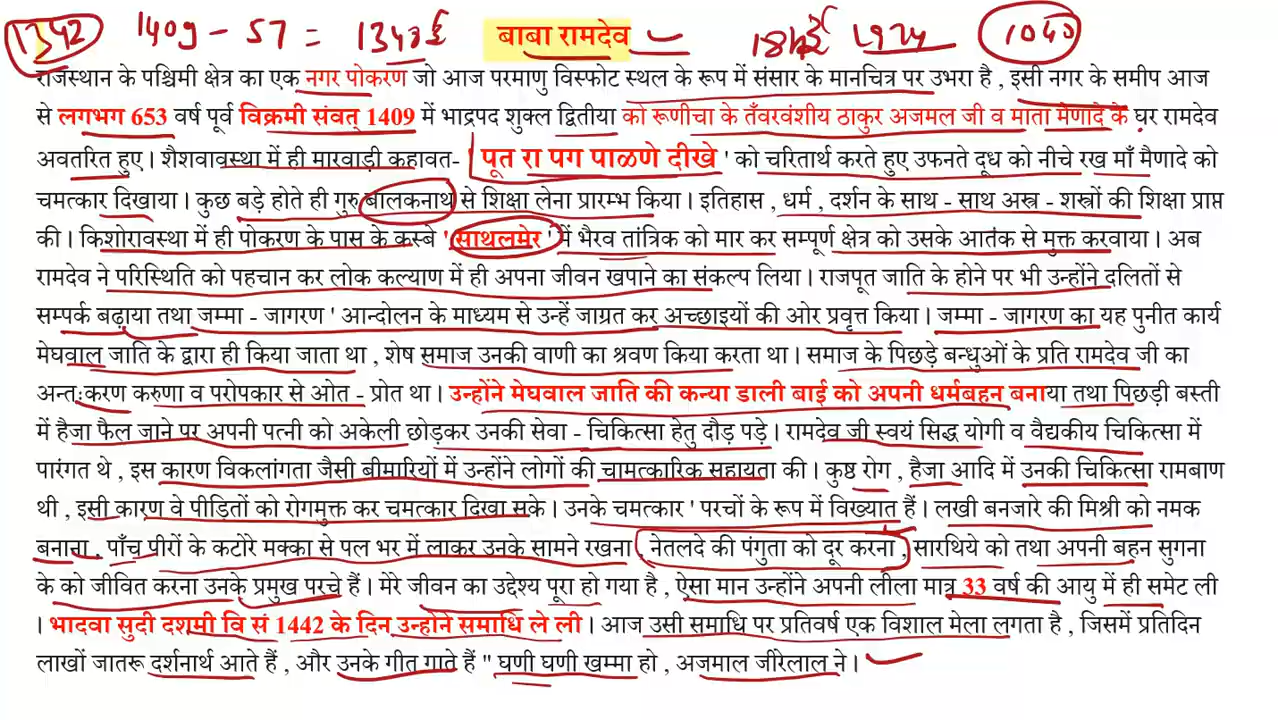 1342 1409 - 57 = बाबा रामदेव 1040
राजस्थान के पश्चिमी क्षेत्र का एक नगर पोकरण जो आज परमाणु विस्फोट स्थल के रूप में संसार के मानचित्र पर उभरा है , इसी नगर के समीप आज
से लगभग 653 वर्ष पूर्व विक्रमी संवत् 1409 में भाद्रपद शुक्ल द्वितीया को रूणीचा के तँवरवंशीय ठाकुर अजमल जी व माता मेणादे के घर रामदेव
अवतरित हुए । शैशवावस्था में ही मारवाड़ी कहावत- ' पूत रा पग पाळणे दीखे ' को चरितार्थ करते हुए उफनते दूध को नीचे रख माँ मैणादे को
चमत्कार दिखाया । कुछ बड़े होते ही गुरु बालकनाथ से शिक्षा लेना प्रारम्भ किया । इतिहास , धर्म , दर्शन के साथ - साथ अस्त्र - शस्त्रों की शिक्षा प्राप्त
की । किशोरावस्था में ही पोकरण के पास के कस्बे ' साथलमेर ' में भैरव तांत्रिक को मार कर सम्पूर्ण क्षेत्र को उसके आतंक से मुक्त करवाया । अब
रामदेव ने परिस्थिति को पहचान कर लोक कल्याण में ही अपना जीवन खपाने का संकल्प लिया । राजपूत जाति के होने पर भी उन्होंने दलितों से
सम्पर्क बढ़ाया तथा जम्मा - जागरण ' आन्दोलन के माध्यम से उन्हें जाग्रत कर अच्छाइयों की ओर प्रवृत्त किया । जम्मा - जागरण का यह पुनीत कार्य
मेघवाल जाति के द्वारा ही किया जाता था , शेष समाज उनकी वाणी का श्रवण किया करता था । समाज के पिछड़े बन्धुओं के प्रति रामदेव जी का
अन्तःकरण करुणा व परोपकार से ओत - प्रोत था । उन्होंने मेघवाल जाति की कन्या डाली बाई को अपनी धर्मबहन बनाया तथा पिछड़ी बस्ती
में हैजा फैल जाने पर अपनी पत्नी को अकेली छोड़कर उनकी सेवा - चिकित्सा हेतु दौड़ पड़े । रामदेव जी स्वयं सिद्ध योगी व वैद्यकीय चिकित्सा में
पारंगत थे , इस कारण विकलांगता जैसी बीमारियों में उन्होंने लोगों की चामत्कारिक सहायता की । कुष्ठ रोग , हैजा आदि में उनकी चिकित्सा रामबाण
थी , इसी कारण वे पीड़ितों को रोगमुक्त कर चमत्कार दिखा सके । उनके चमत्कार ' परचों के रूप में विख्यात हैं । लखी बनजारे की मिश्री को नमक
बनाना , पाँच पीरों के कटोरे मक्का से पल भर में लाकर उनके सामने रखना , नेतलदे की पंगुता को दूर करना , सारथिये को तथा अपनी बहन सुगना
के को जीवित करना उनके प्रमुख परचे हैं । मेरे जीवन का उद्देश्य पूरा हो गया है , ऐसा मान उन्होंने अपनी लीला मात्र 33 वर्ष की आयु में ही समेट ली
। भादवा सुदी दशमी वि सं 1442 के दिन उन्होंने समाधि ले ली । आज उसी समाधि पर प्रतिवर्ष एक विशाल मेला लगता है , जिसमें प्रतिदिन
लाखों जातरू दर्शनार्थ आते हैं , और उनके गीत गाते हैं " घणी घणी खम्मा हो , अजमाल जीरेलाल ने ।